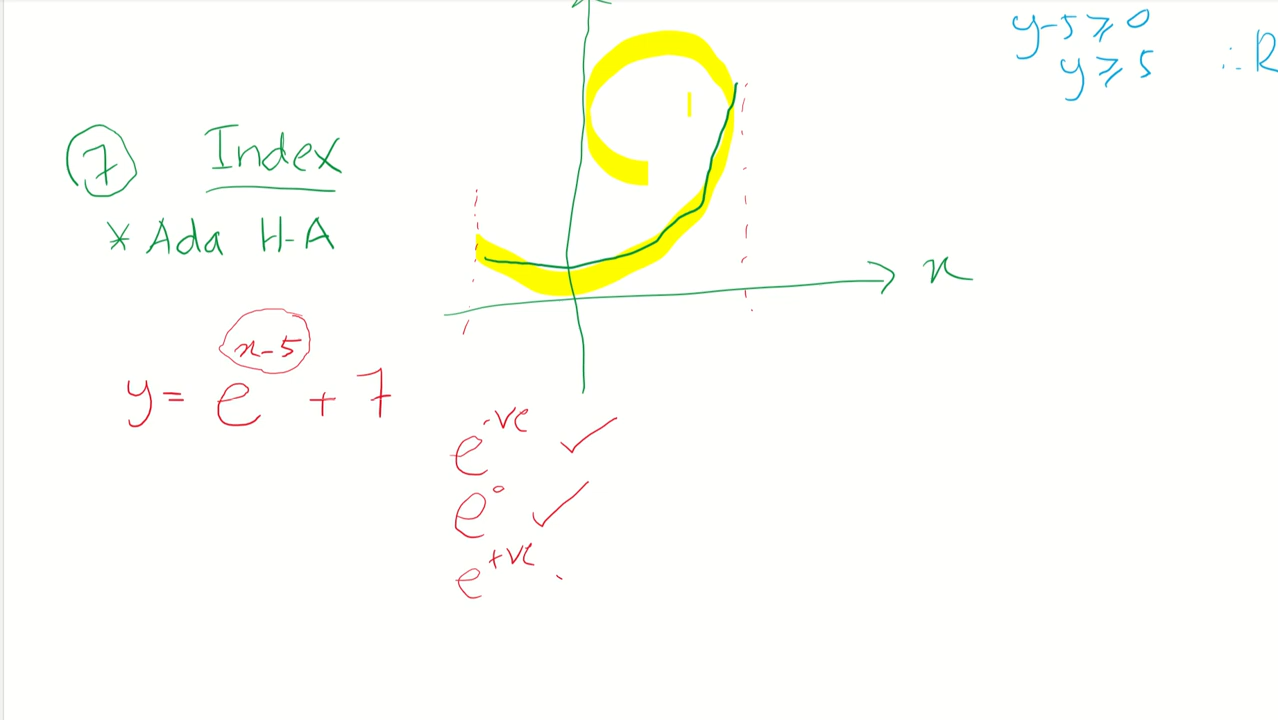 y-5⩾0
y⩾5 ∴ R
7 Index
* Ada H-A
x
y = e^{x-5} + 7
e^{-ve} ✓
e^{0} ✓
e^{+ve}